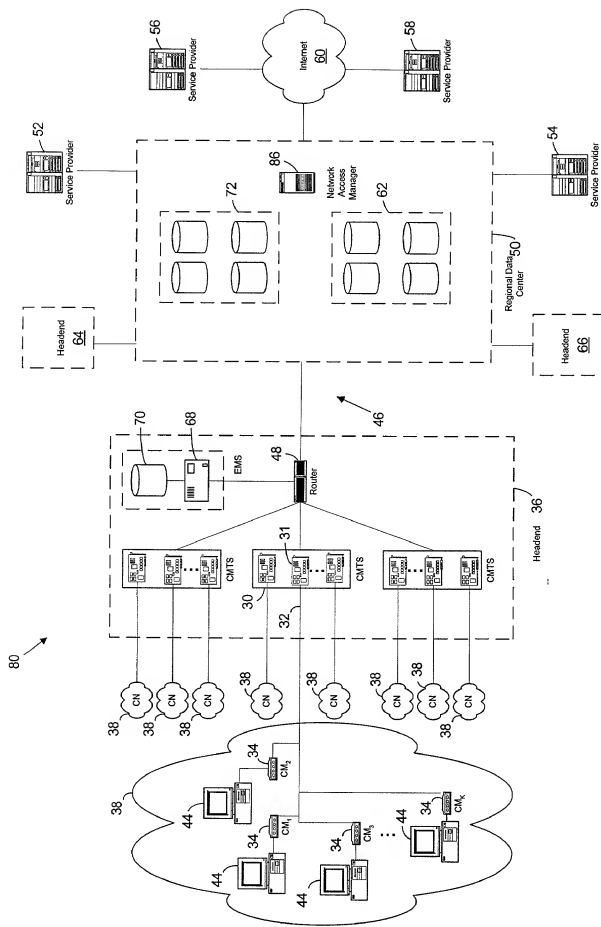 80
56
Service Provider
Internet
60
58
Service Provider
52
Service Provider
54
Service Provider
72
86
Network
Access
Manager
62
50
Regional Data
Center
Headend
64
Headend
66
46
70
68
EMS
48
Router
36
Headend
CMTS
31
30
CMTS
32
CMTS
38
CN
38
CN
38
CN
38
CN
38
CN
38
CN
38
CN
38
CN
38
44
34
CM2
44
34
CM1
44
34
CM3
44
34
CMK